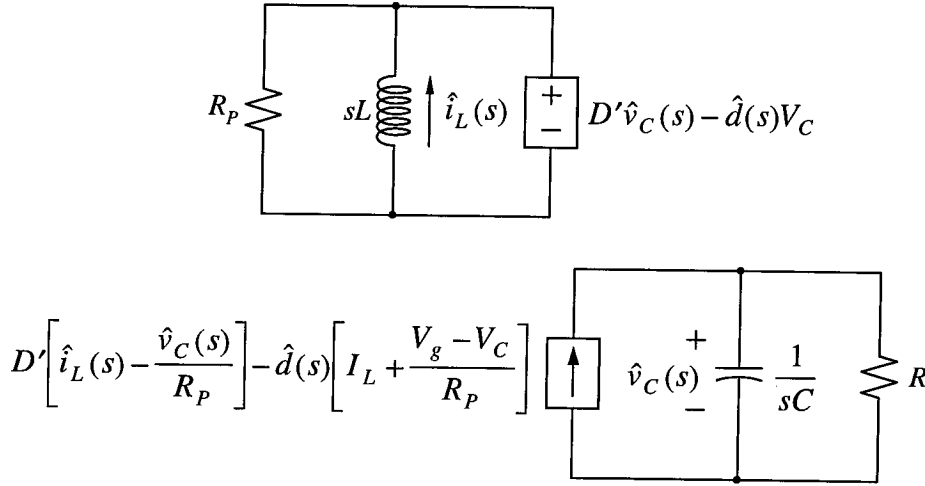 R_P
sL
î_L(s)
+
−
D′v̂_C(s) − d̂(s)V_C
D′[î_L(s) − v̂_C(s)/R_P] − d̂(s)[I_L + (V_g − V_C)/R_P]
+
v̂_C(s)
−
1/sC
R